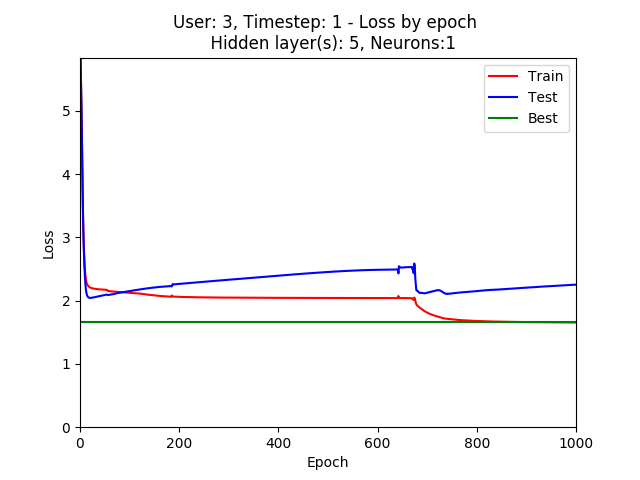 User: 3, Timestep: 1 - Loss by epoch
Hidden layer(s): 5, Neurons:1
Train
Test
Best
5
4
3
2
1
0
Loss
0 200 400 600 800 1000
Epoch